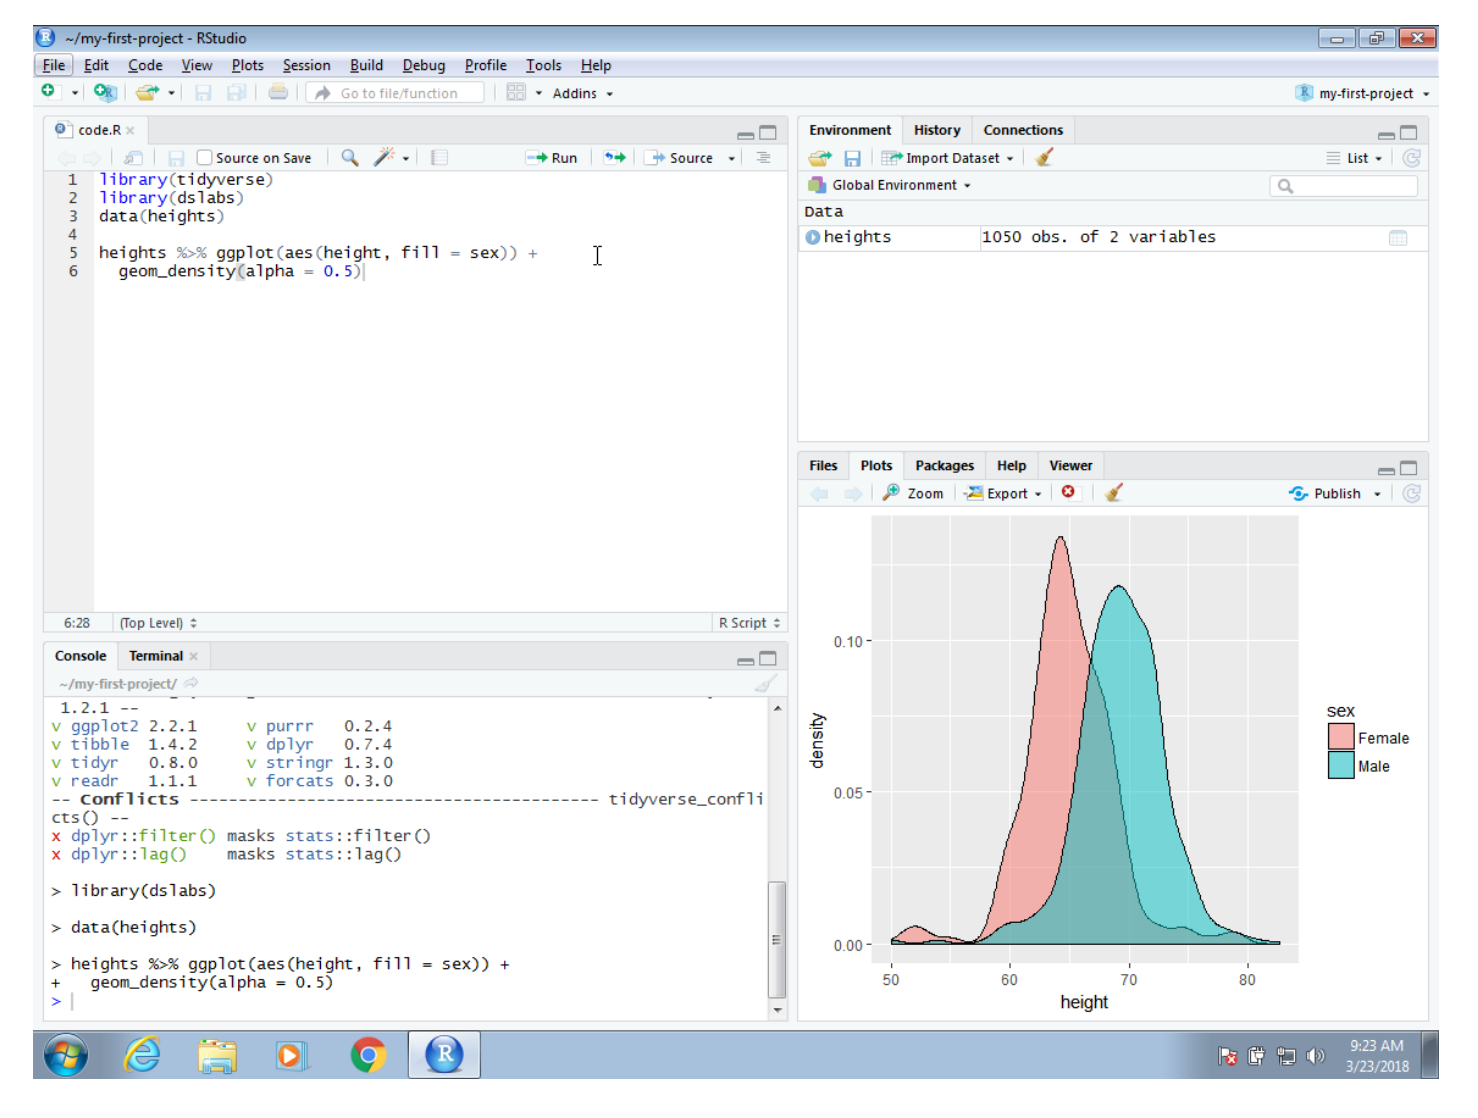 ~/my-first-project - RStudio
File Edit Code View Plots Session Build Debug Profile Tools Help
Go to file/function Addins my-first-project
code.R
Source on Save Run Source
1 library(tidyverse)
2 library(dslabs)
3 data(heights)
4
5 heights %>% ggplot(aes(height, fill = sex)) +
6 geom_density(alpha = 0.5)
6:28 (Top Level) R Script
Console Terminal
~/my-first-project/
1.2.1 --
v ggplot2 2.2.1 v purrr 0.2.4
v tibble 1.4.2 v dplyr 0.7.4
v tidyr 0.8.0 v stringr 1.3.0
v readr 1.1.1 v forcats 0.3.0
-- Conflicts ------------------------------------------ tidyverse_confli
cts() --
x dplyr::filter() masks stats::filter()
x dplyr::lag() masks stats::lag()
> library(dslabs)
> data(heights)
> heights %>% ggplot(aes(height, fill = sex)) +
+ geom_density(alpha = 0.5)
>
Environment History Connections
Import Dataset List
Global Environment
Data
heights 1050 obs. of 2 variables
Files Plots Packages Help Viewer
Zoom Export Publish
0.10
0.05
0.00
density
50 60 70 80
height
sex
Female
Male
9:23 AM
3/23/2018